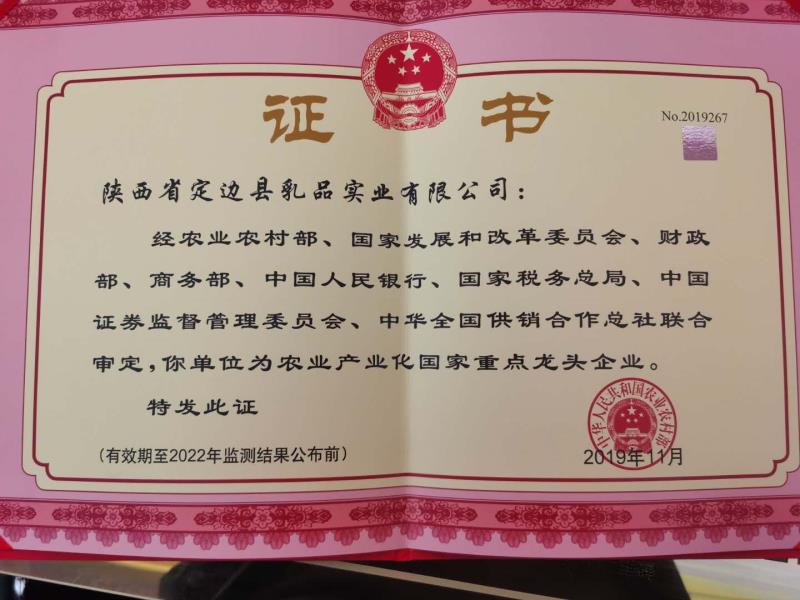 证书
No.2019267
陕西省定边县乳品实业有限公司：
经农业农村部、国家发展和改革委员会、财政
部、商务部、中国人民银行、国家税务总局、中国
证券监督管理委员会、中华全国供销合作总社联合
审定，你单位为农业产业化国家重点龙头企业。
特发此证
中华人民共和国农业农村部
（有效期至2022年监测结果公布前）
2019年11月